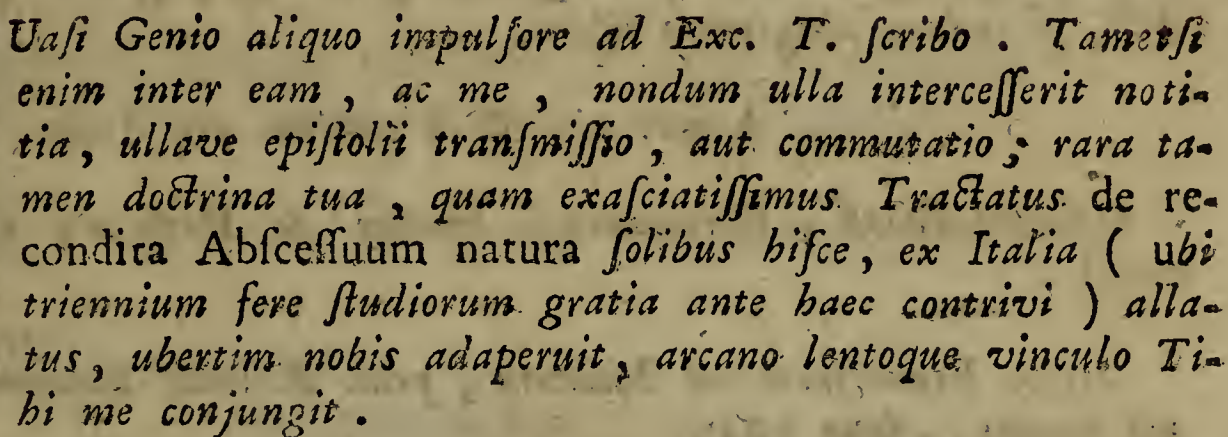 Uaſi Genio aliquo impulſore ad Exc. T. ſcribo . Tametſi
enim inter eam , ac me , nondum ulla interceſſerit noti-
tia , ullave epiſtolii tranſmiſſio , aut commutatio ; rara ta-
men doctrina tua , quam exaſciatiſſimus Tractatus de re-
condita Abſceſſuum natura ſolibus hiſce , ex Italia ( ubi
triennium fere ſtudiorum gratia ante haec contrivi ) alla-
tus , ubertim nobis adaperuit , arcano lentoque vinculo Ti-
bi me conjungit .